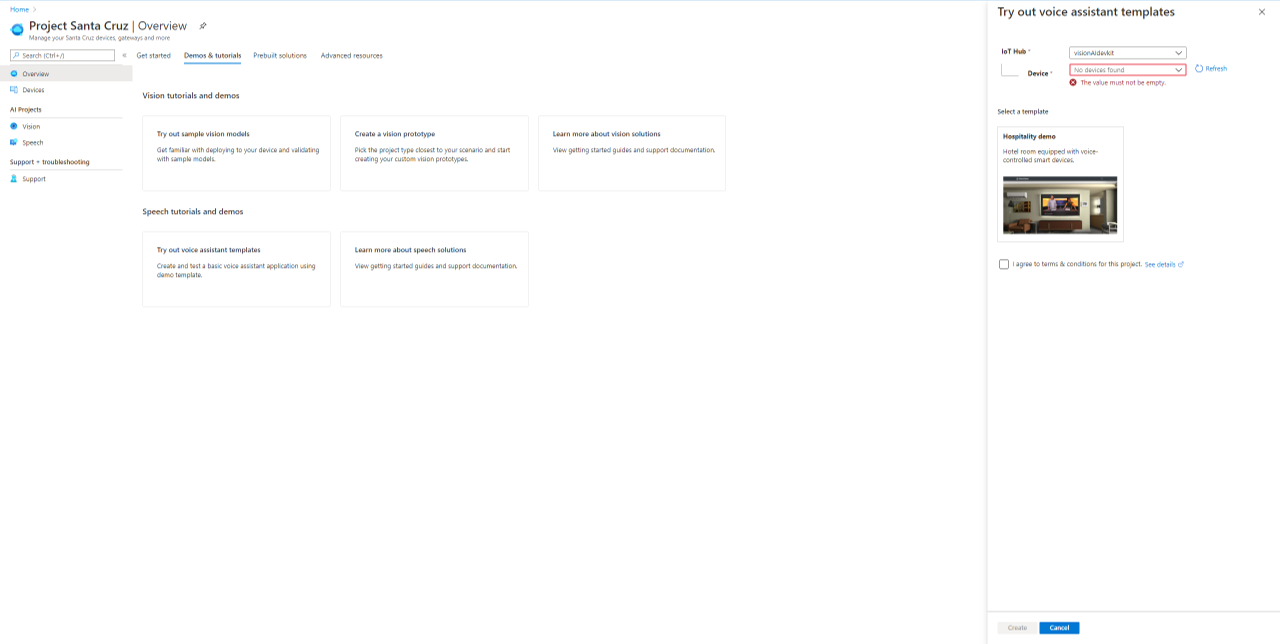 Home
Project Santa Cruz | Overview
Manage your Santa Cruz devices, gateways and more
Search (Ctrl+/)
Overview
Devices
AI Projects
Vision
Speech
Support + troubleshooting
Support
Get started
Demos & tutorials
Prebuilt solutions
Advanced resources
Vision tutorials and demos
Try out sample vision models
Get familiar with deploying to your device and validating
with sample models.
Create a vision prototype
Pick the project type closest to your scenario and start
creating your custom vision prototypes.
Learn more about vision solutions
View getting started guides and support documentation.
Speech tutorials and demos
Try out voice assistant templates
Create and test a basic voice assistant application using
demo template.
Learn more about speech solutions
View getting started guides and support documentation.
Try out voice assistant templates
IoT Hub *
visionAIdevkit
Device *
No devices found
Refresh
The value must not be empty.
Select a template
Hospitality demo
Hotel room equipped with voice-
controlled smart devices.
I agree to terms & conditions for this project. See details
Create
Cancel